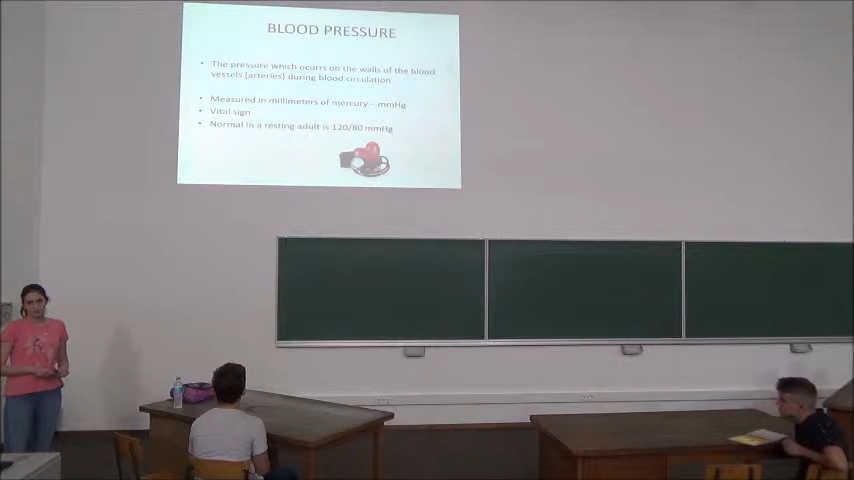 BLOOD PRESSURE
• The pressure which ocurrs on the walls of the blood
vessels (arteries) during blood circulation
• Measured in millimeters of mercury – mmHg
• Vital sign
• Normal in a resting adult is 120/80 mmHg